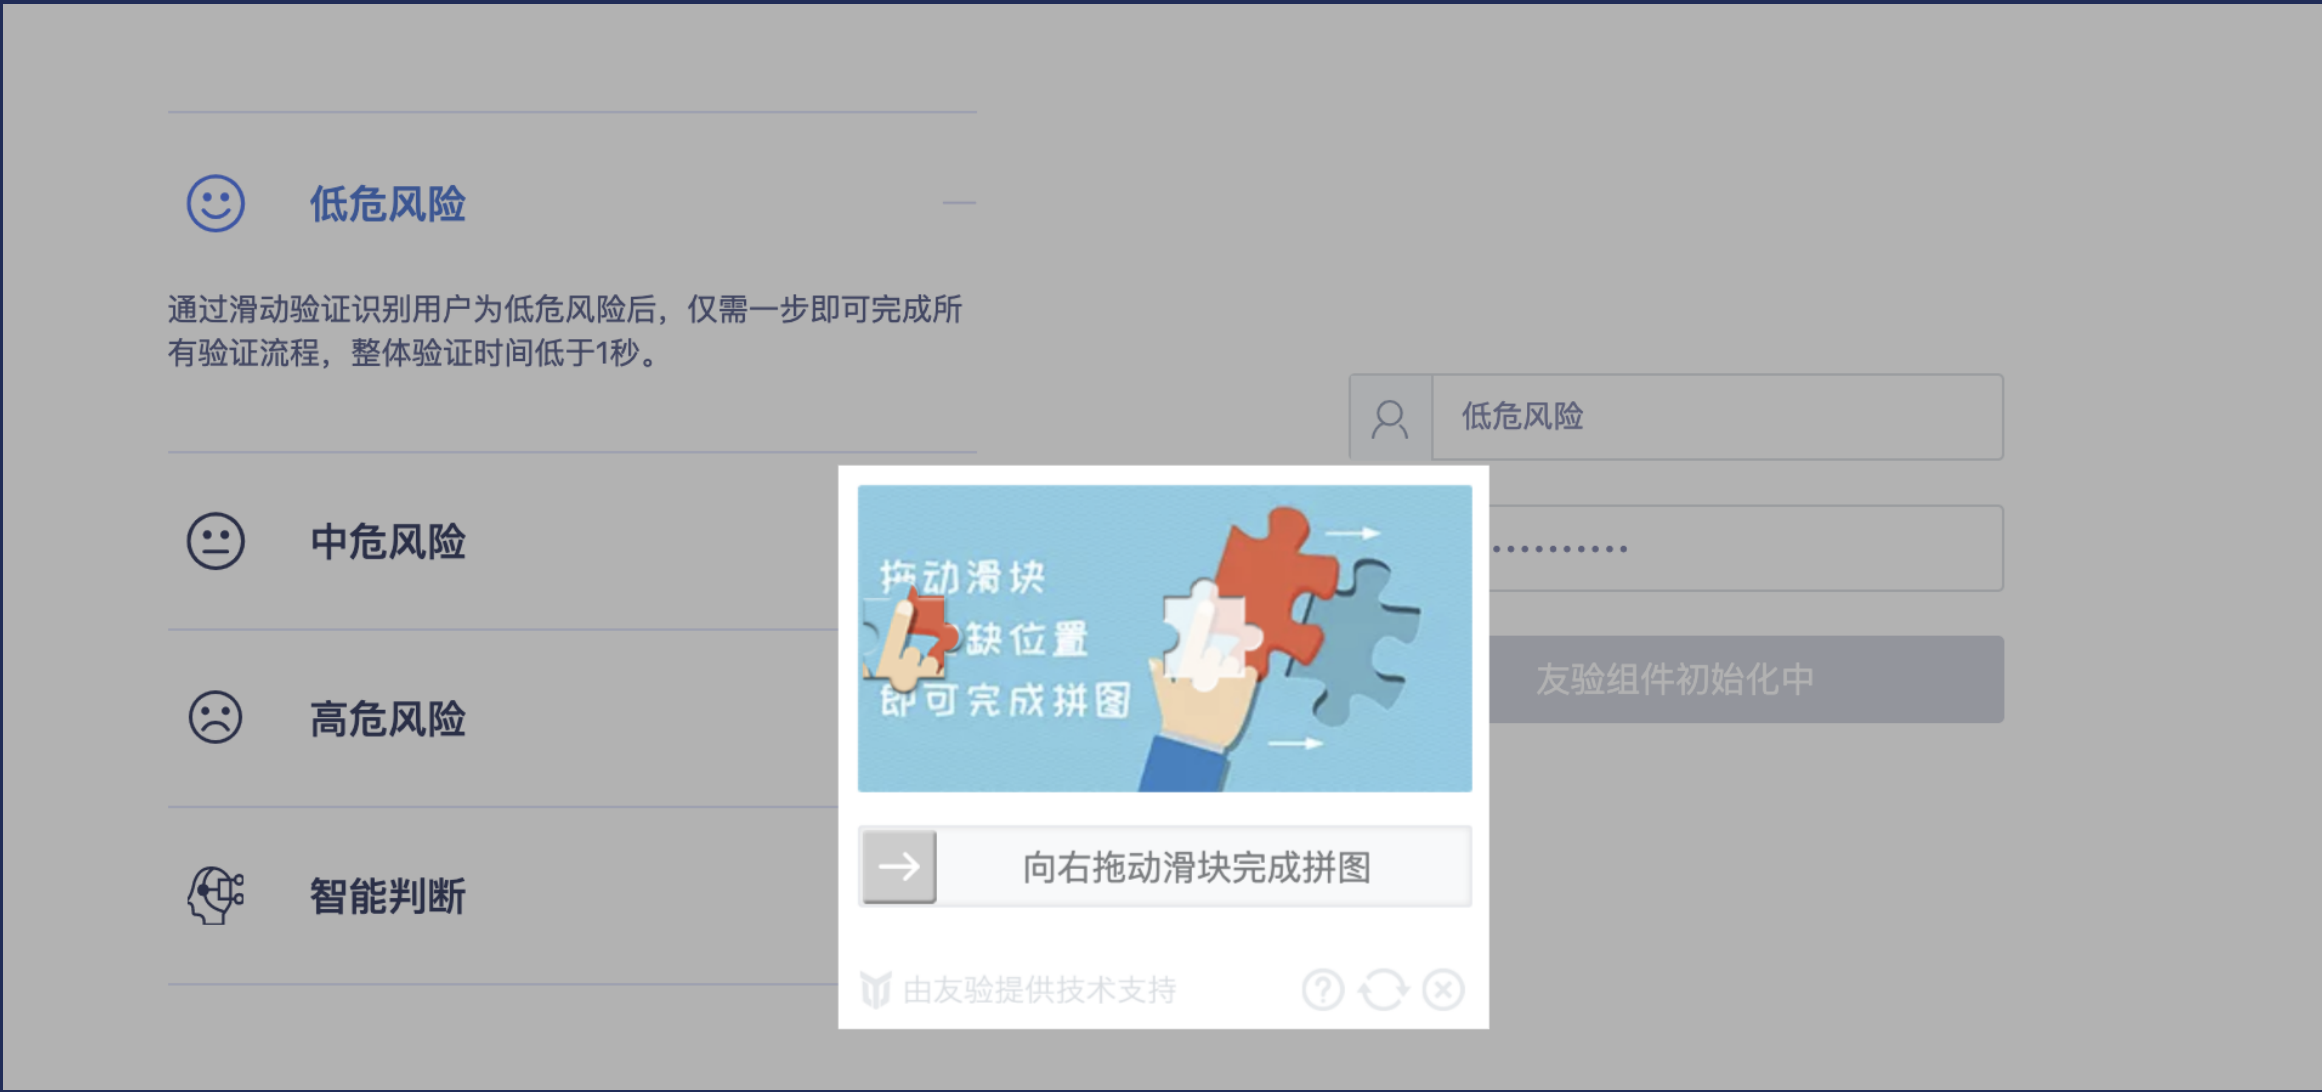 低危风险
通过滑动验证识别用户为低危风险后，仅需一步即可完成所
有验证流程，整体验证时间低于1秒。
中危风险
高危风险
智能判断
低危风险
友验组件初始化中
拖动滑块
缺位置
即可完成拼图
向右拖动滑块完成拼图
由友验提供技术支持